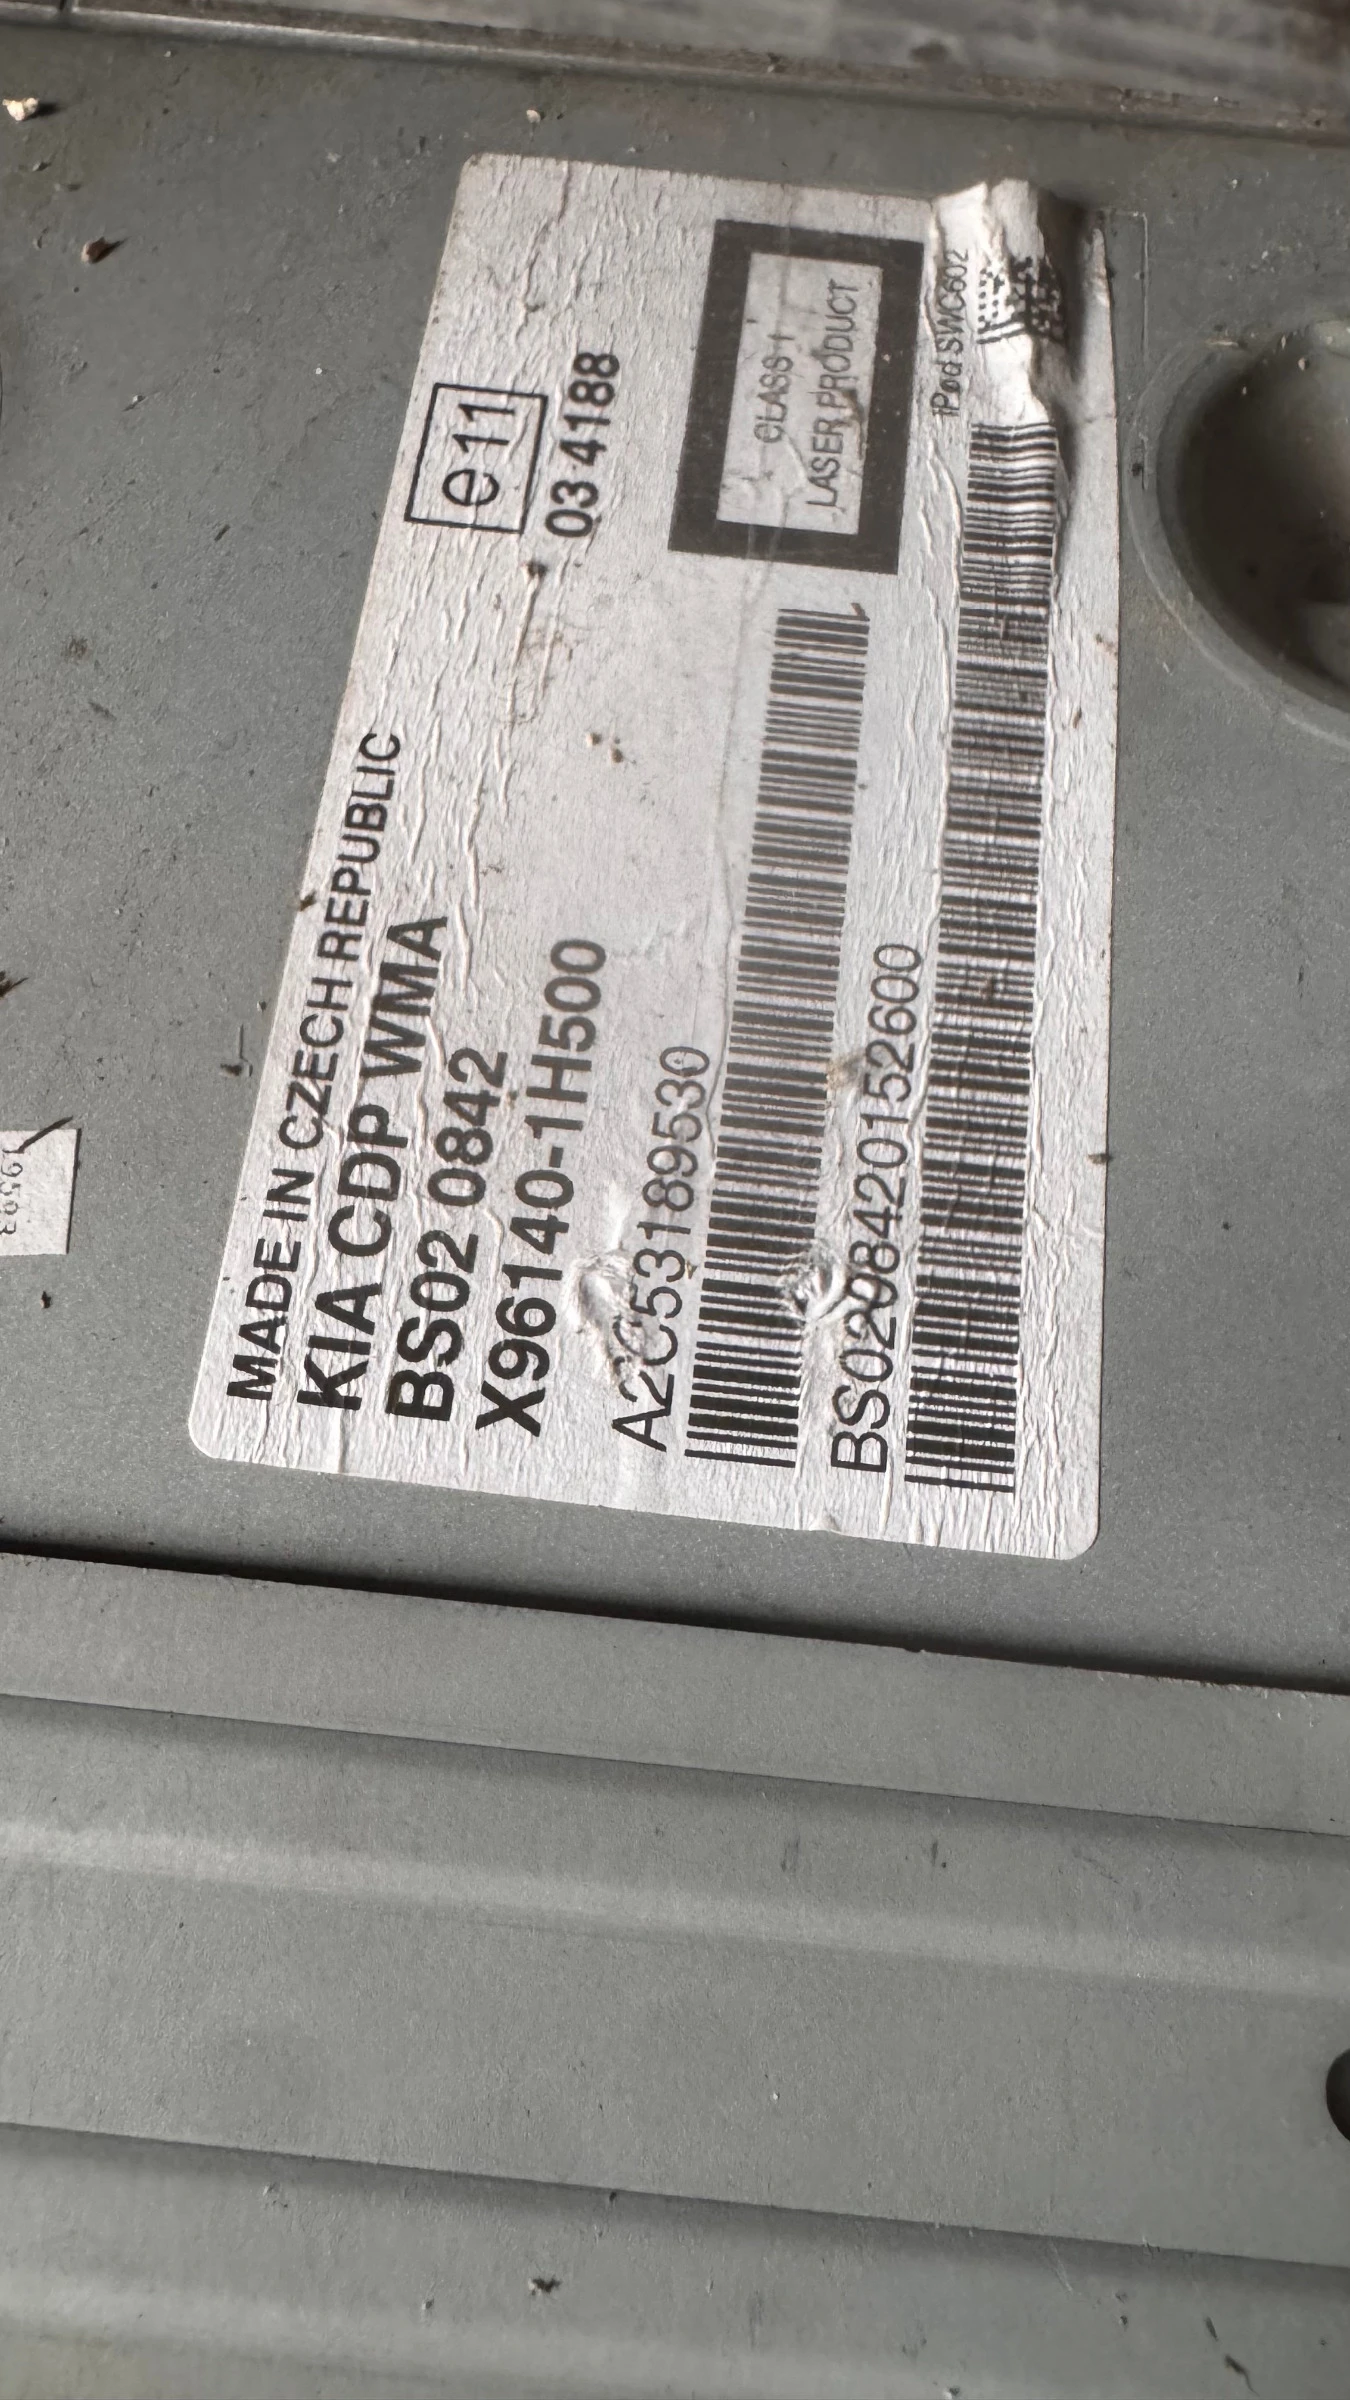 MADE IN CZECH REPUBLIC
KIA CDP WMA
BS02 0842
X96140-1H500
A2C53189530
BS0298420152600
e11
03 4188
CLASS 1
LASER PRODUCT
iPod SWC602